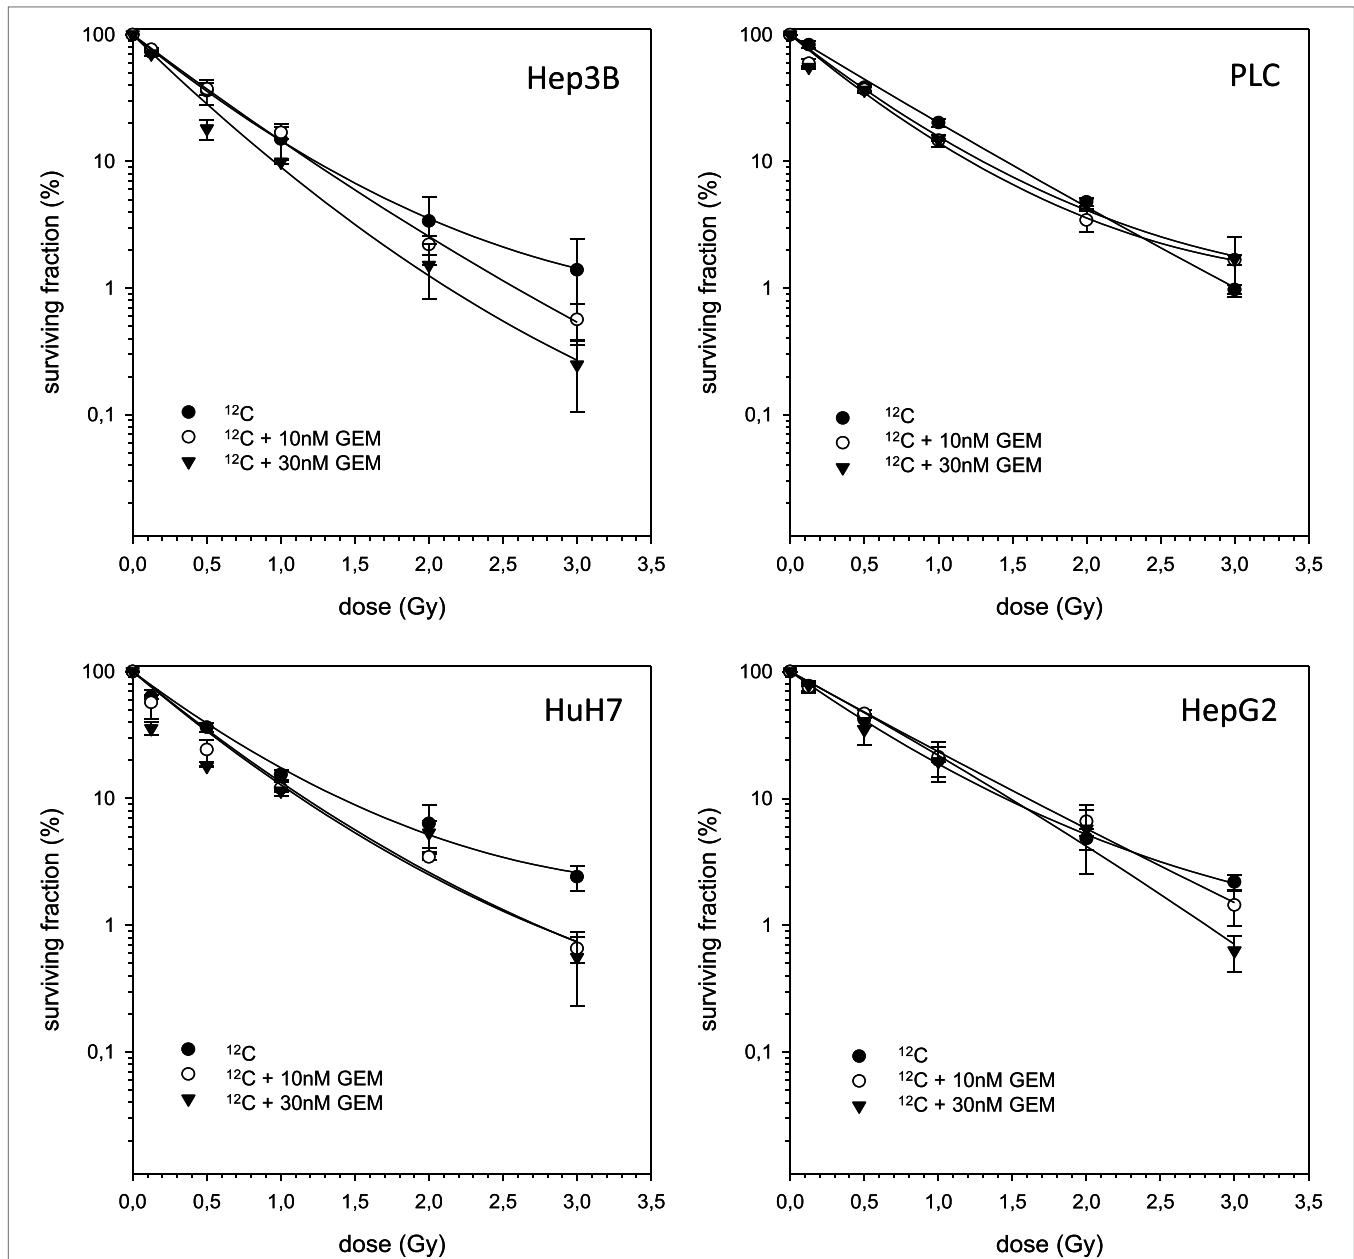 Hep3B
100
10
1
0,1
surviving fraction (%)
¹²C
¹²C + 10nM GEM
¹²C + 30nM GEM
0,0 0,5 1,0 1,5 2,0 2,5 3,0 3,5
dose (Gy)
PLC
100
10
1
0,1
surviving fraction (%)
¹²C
¹²C + 10nM GEM
¹²C + 30nM GEM
0,0 0,5 1,0 1,5 2,0 2,5 3,0 3,5
dose (Gy)
HuH7
100
10
1
0,1
surviving fraction (%)
¹²C
¹²C + 10nM GEM
¹²C + 30nM GEM
0,0 0,5 1,0 1,5 2,0 2,5 3,0 3,5
dose (Gy)
HepG2
100
10
1
0,1
surviving fraction (%)
¹²C
¹²C + 10nM GEM
¹²C + 30nM GEM
0,0 0,5 1,0 1,5 2,0 2,5 3,0 3,5
dose (Gy)